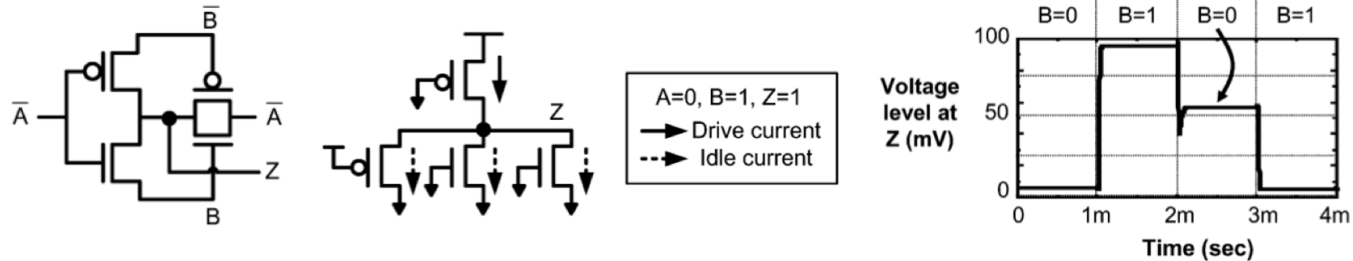 B̅
A̅
A̅
Z
B
Z
A=0, B=1, Z=1
Drive current
Idle current
B=0
B=1
B=0
B=1
Voltage
level at
Z (mV)
100
50
0
0
1m
2m
3m
4m
Time (sec)